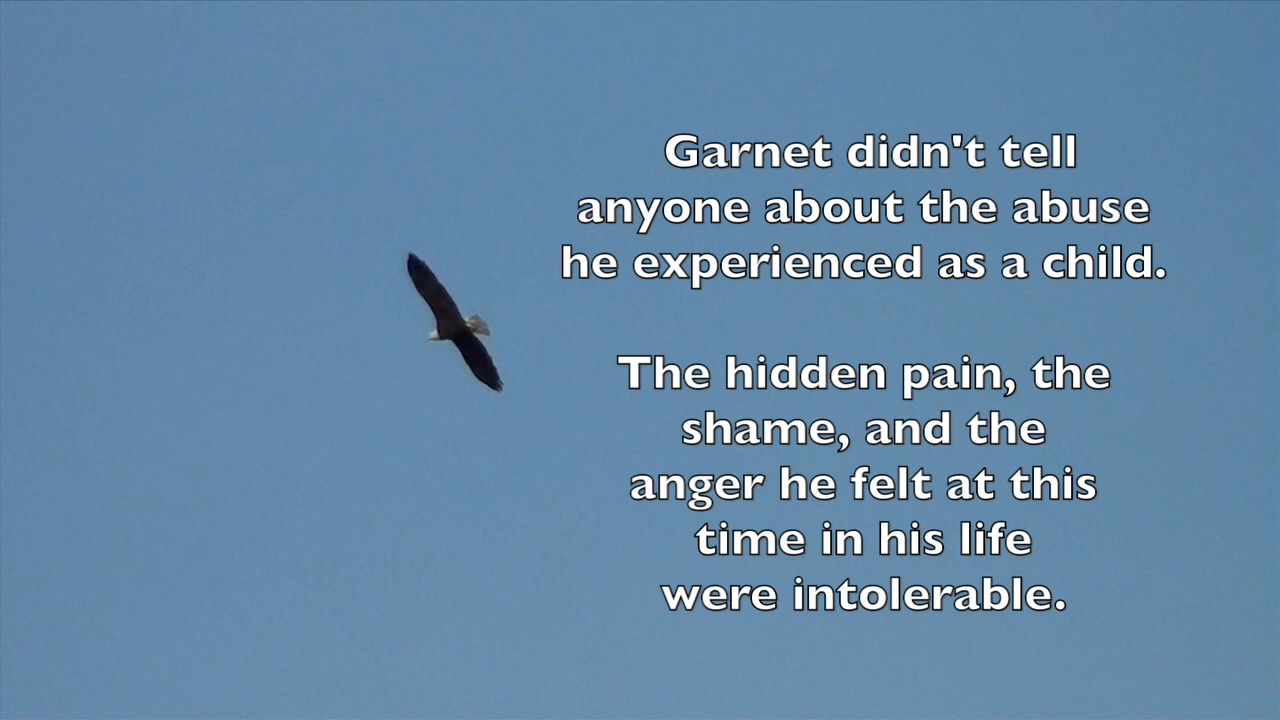 Garnet didn't tell
anyone about the abuse
he experienced as a child.
The hidden pain, the
shame, and the
anger he felt at this
time in his life
were intolerable.